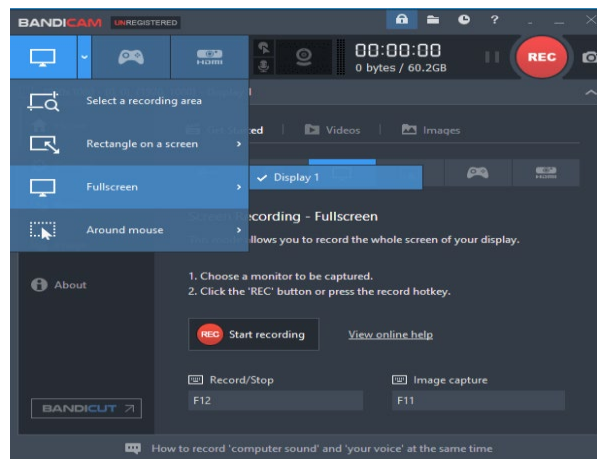 BANDICAM UNREGISTERED
?
HDMI
00:00:00
0 bytes / 60.2GB
REC
Select a recording area
Rectangle on a screen
Fullscreen
Display 1
Around mouse
Videos
Images
HDMI
Recording - Fullscreen
allows you to record the whole screen of your display.
1. Choose a monitor to be captured.
2. Click the 'REC' button or press the record hotkey.
About
REC Start recording
View online help
Record/Stop
Image capture
F12
F11
BANDICUT
How to record 'computer sound' and 'your voice' at the same time